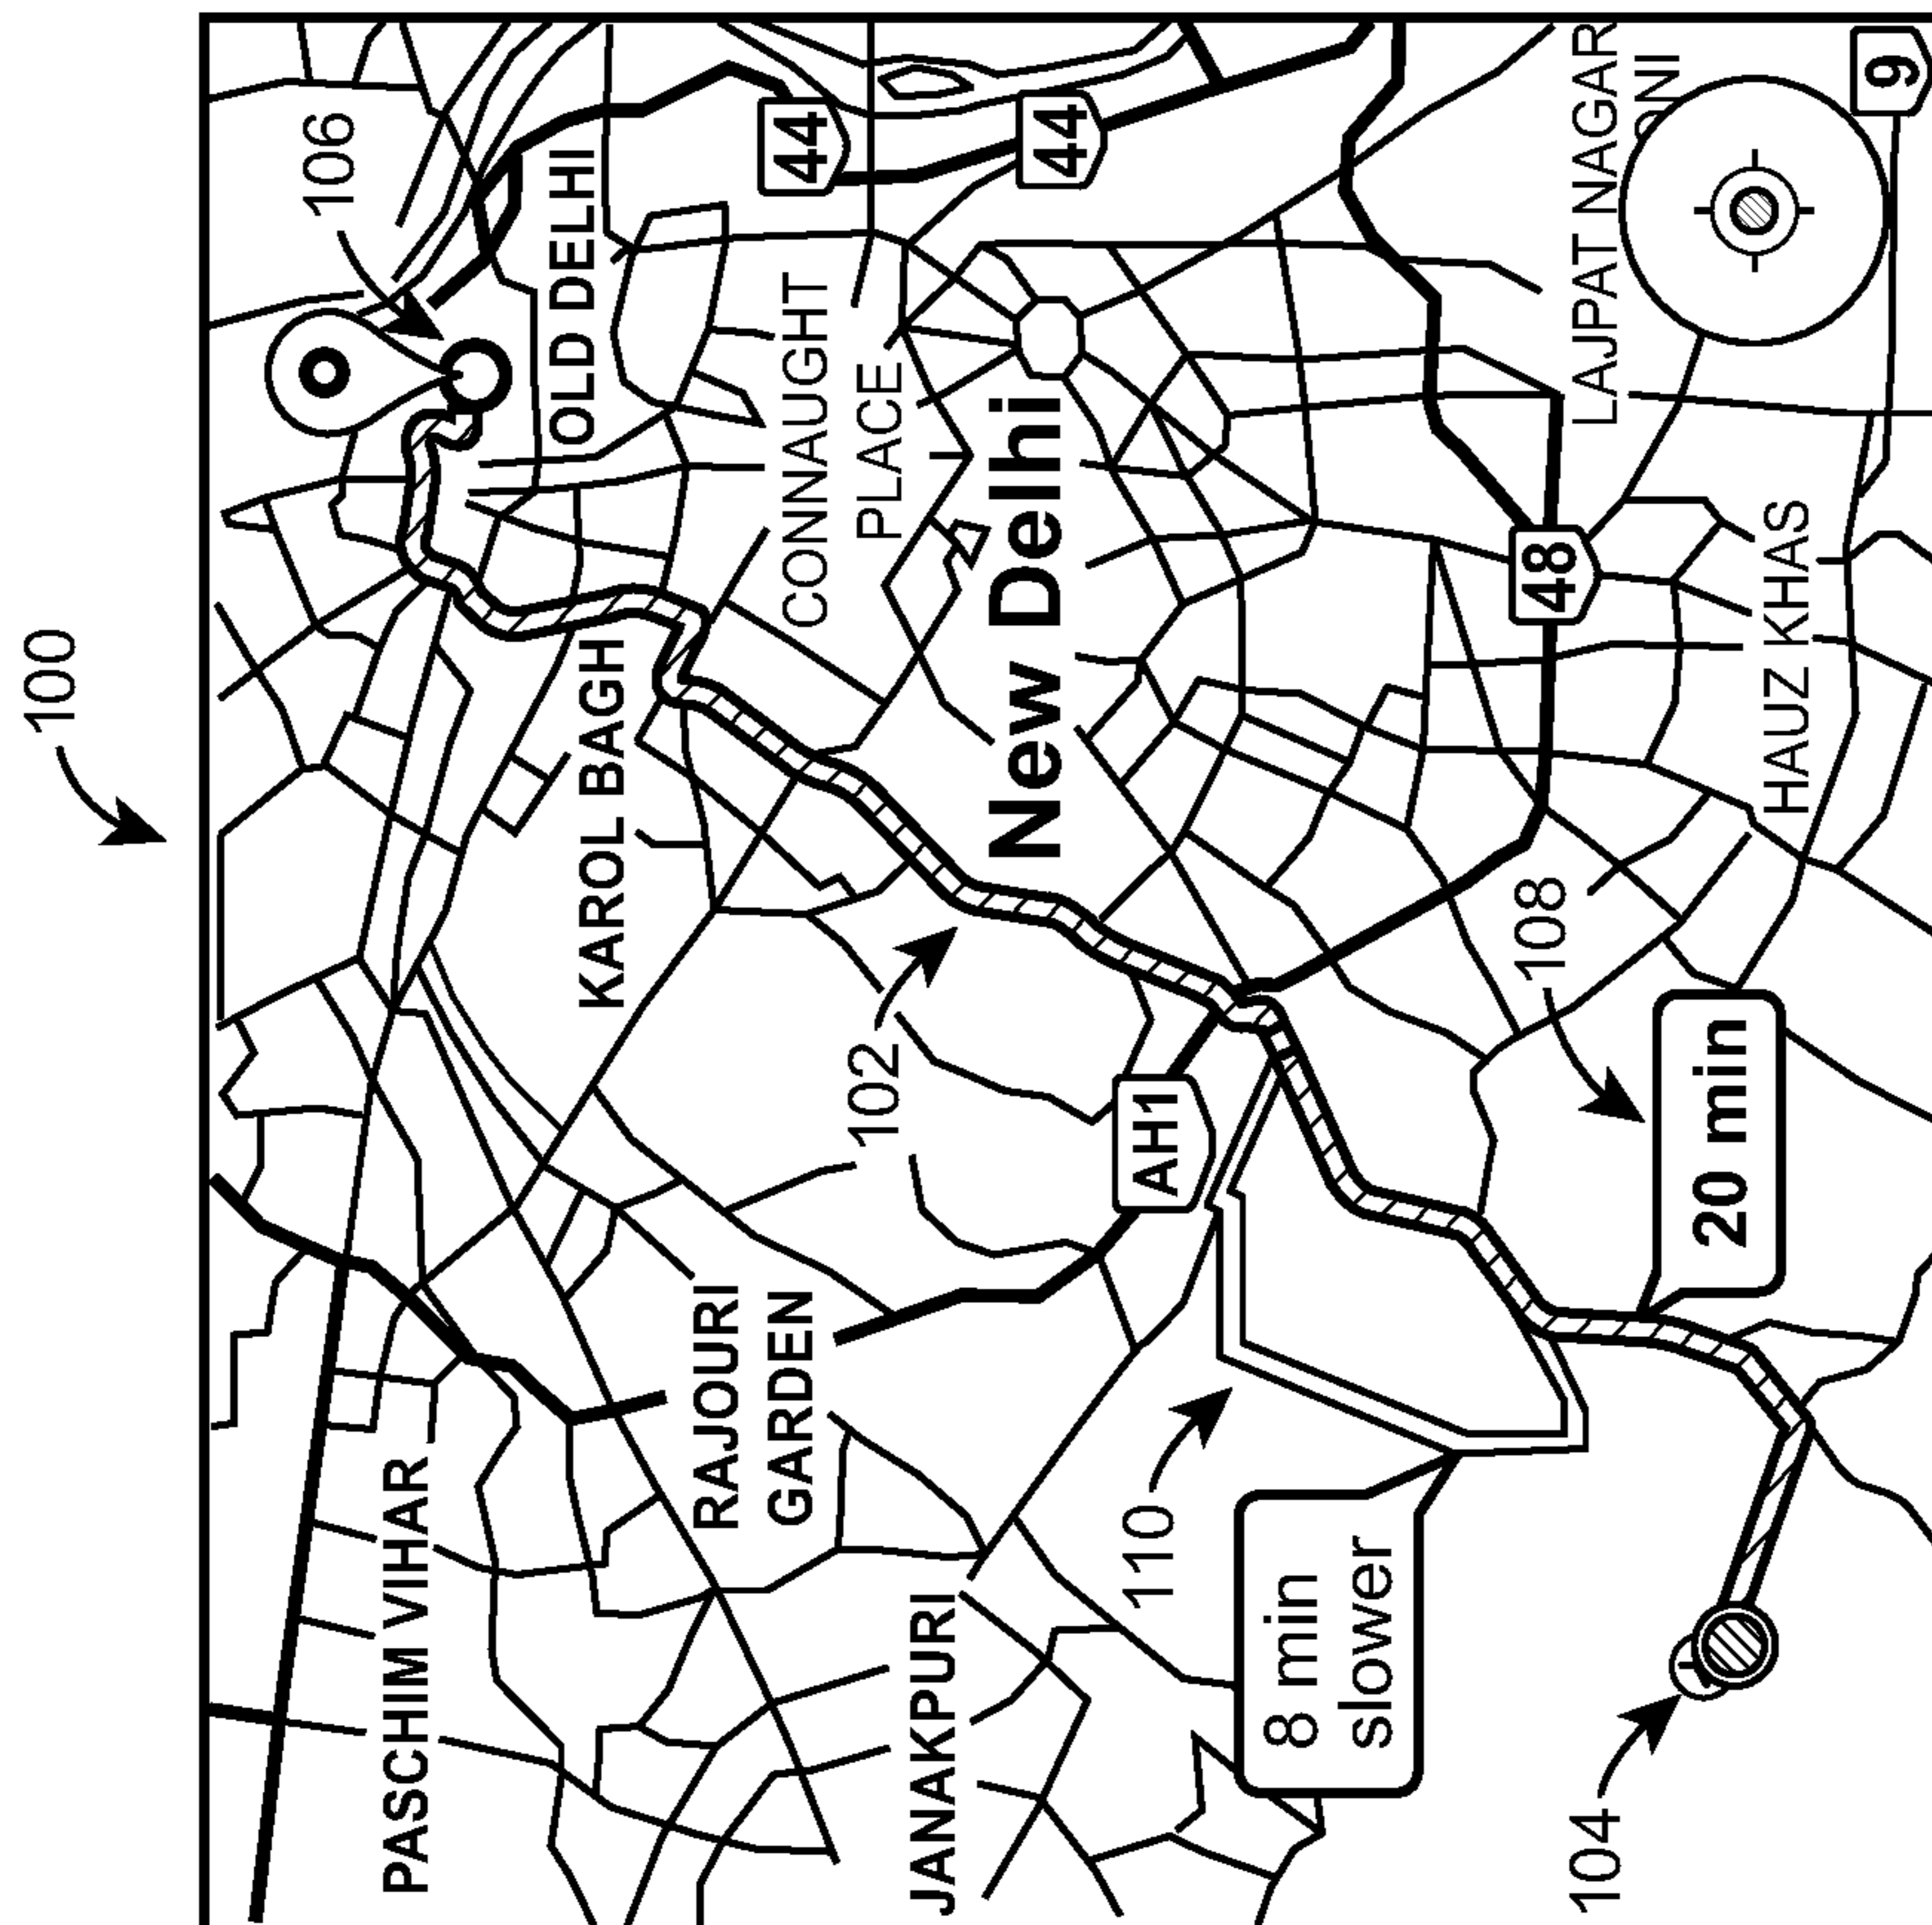 100
106
OLD DELHI
44
44
LAJPAT NAGAR
9
CONNAUGHT
PLACE
KAROL BAGH
New Delhi
48
HAUZ KHAS
102
108
AH1
20 min
RAJOURI
GARDEN
PASCHIM VIHAR
110
JANAKPURI
8 min
slower
104